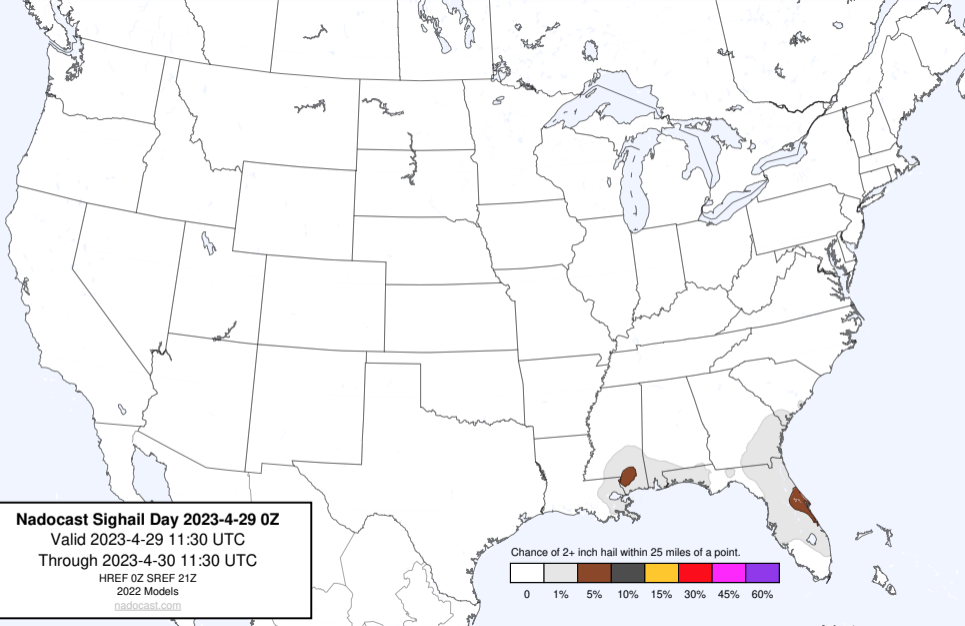 Nadocast Sighail Day 2023-4-29 0Z
Valid 2023-4-29 11:30 UTC
Through 2023-4-30 11:30 UTC
HREF 0Z SREF 21Z
2022 Models
nadocast.com
Chance of 2+ inch hail within 25 miles of a point.
0 1% 5% 10% 15% 30% 45% 60%